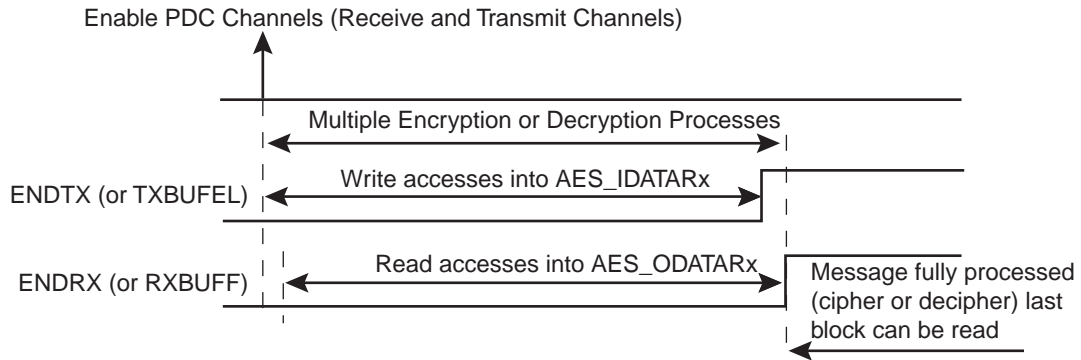 Enable PDC Channels (Receive and Transmit Channels)
Multiple Encryption or Decryption Processes
ENDTX (or TXBUFEL)
Write accesses into AES_IDATARx
ENDRX (or RXBUFF)
Read accesses into AES_ODATARx
Message fully processed
(cipher or decipher) last
block can be read